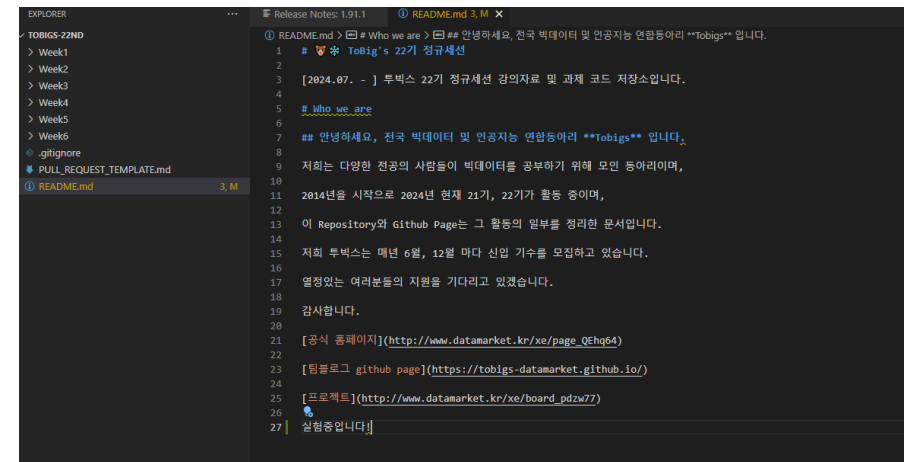 EXPLORER ...
TOBIGS-22ND
Week1
Week2
Week3
Week4
Week5
Week6
.gitignore
PULL_REQUEST_TEMPLATE.md
README.md 3, M
Release Notes: 1.91.1
README.md 3, M
README.md > # Who we are > ## 안녕하세요, 전국 빅데이터 및 인공지능 연합동아리 **Tobigs** 입니다.
1 # 🐯❄ ToBig's 22기 정규세션
2
3 [2024.07. - ] 투빅스 22기 정규세션 강의자료 및 과제 코드 저장소입니다.
4
5 # Who we are
6
7 ## 안녕하세요, 전국 빅데이터 및 인공지능 연합동아리 **Tobigs** 입니다.
8
9 저희는 다양한 전공의 사람들이 빅데이터를 공부하기 위해 모인 동아리이며,
10
11 2014년을 시작으로 2024년 현재 21기, 22기가 활동 중이며,
12
13 이 Repository와 Github Page는 그 활동의 일부를 정리한 문서입니다.
14
15 저희 투빅스는 매년 6월, 12월 마다 신입 기수를 모집하고 있습니다.
16
17 열정있는 여러분들의 지원을 기다리고 있겠습니다.
18
19 감사합니다.
20
21 [공식 홈페이지](http://www.datamarket.kr/xe/page_QEhq64)
22
23 [팀블로그 github page](https://tobigs-datamarket.github.io/)
24
25 [프로젝트](http://www.datamarket.kr/xe/board_pdzw77)
26
27 실험중입니다!